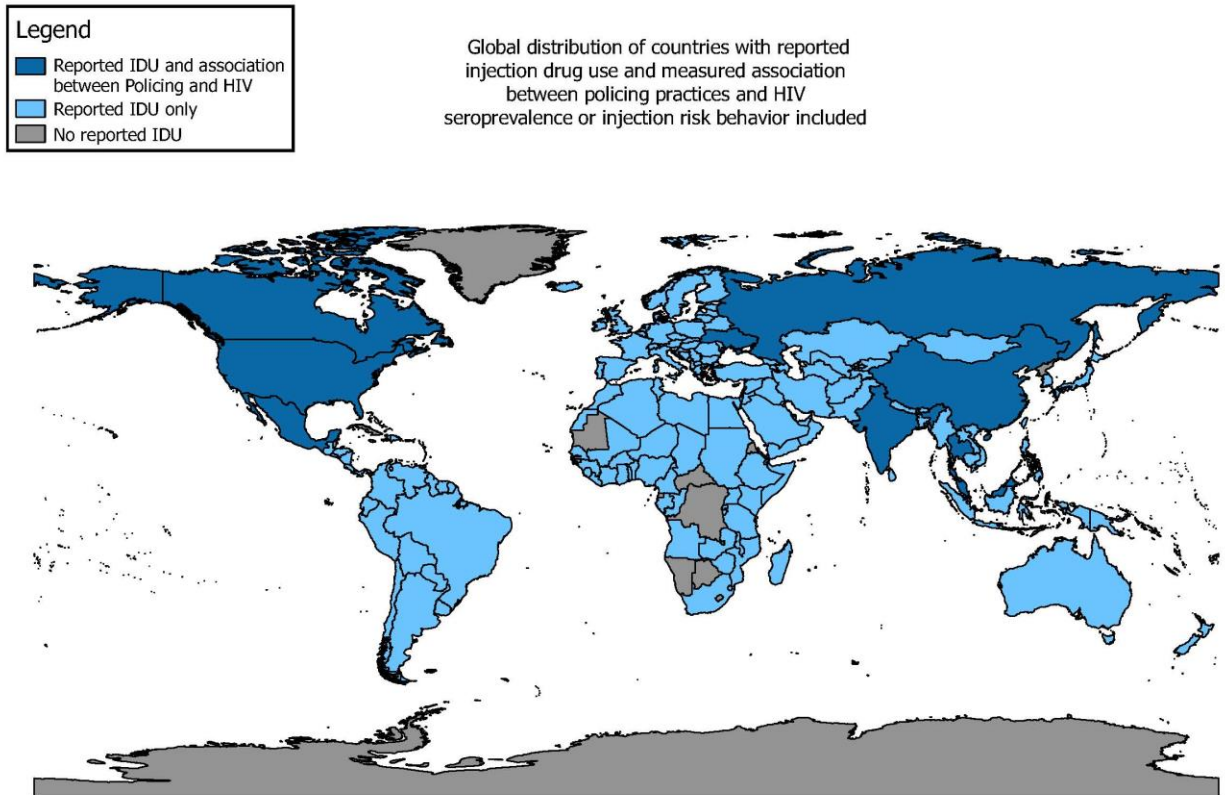 Legend
Reported IDU and association
between Policing and HIV
Reported IDU only
No reported IDU
Global distribution of countries with reported
injection drug use and measured association
between policing practices and HIV
seroprevalence or injection risk behavior included